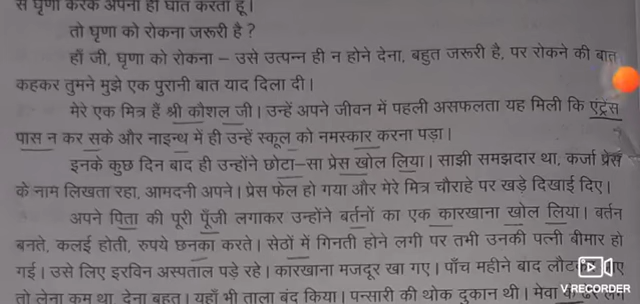 से घृणा करके अपना ही घात करता हूँ।
तो घृणा को रोकना जरूरी है ?
हाँ जी, घृणा को रोकना – उसे उत्पन्न ही न होने देना, बहुत जरूरी है, पर रोकने की बात
कहकर तुमने मुझे एक पुरानी बात याद दिला दी।
मेरे एक मित्र हैं श्री कौशल जी। उन्हें अपने जीवन में पहली असफलता यह मिली कि एंट्रेंस
पास न कर सके और नाइन्थ में ही उन्हें स्कूल को नमस्कार करना पड़ा।
इनके कुछ दिन बाद ही उन्होंने छोटा–सा प्रेस खोल लिया। साझी समझदार था, कर्जा प्रेस
के नाम लिखता रहा, आमदनी अपने। प्रेस फेल हो गया और मेरे मित्र चौराहे पर खड़े दिखाई दिए।
अपने पिता की पूरी पूँजी लगाकर उन्होंने बर्तनों का एक कारखाना खोल लिया। बर्तन
बनते, कलई होती, रुपये छनका करते। सेठों में गिनती होने लगी पर तभी उनकी पत्नी बीमार हो
गई। उसे लिए इरविन अस्पताल पड़े रहे। कारखाना मजदूर खा गए। पाँच महीने बाद
तो लेना कम था, देना बहुत। यहाँ भी ताला बंद किया। पन्सारी की थोक दुकान थी। मेवा
V RECORDER